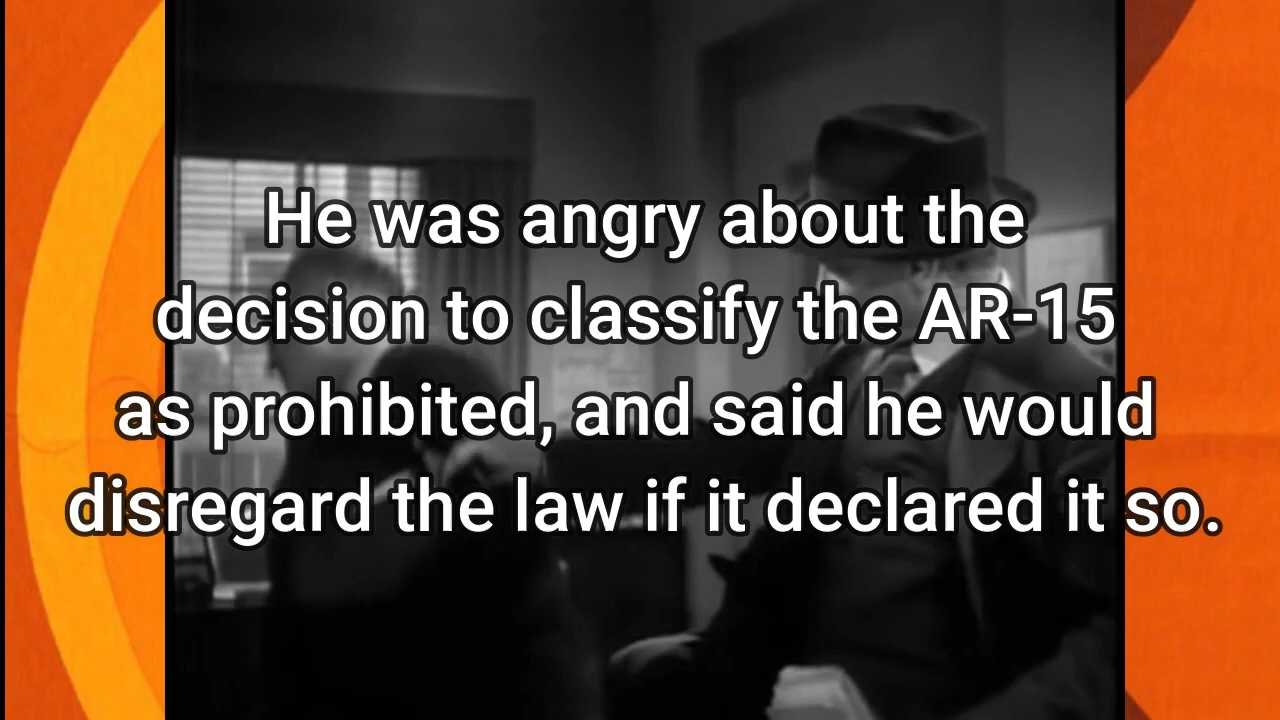 He was angry about the
decision to classify the AR-15
as prohibited, and said he would
disregard the law if it declared it so.